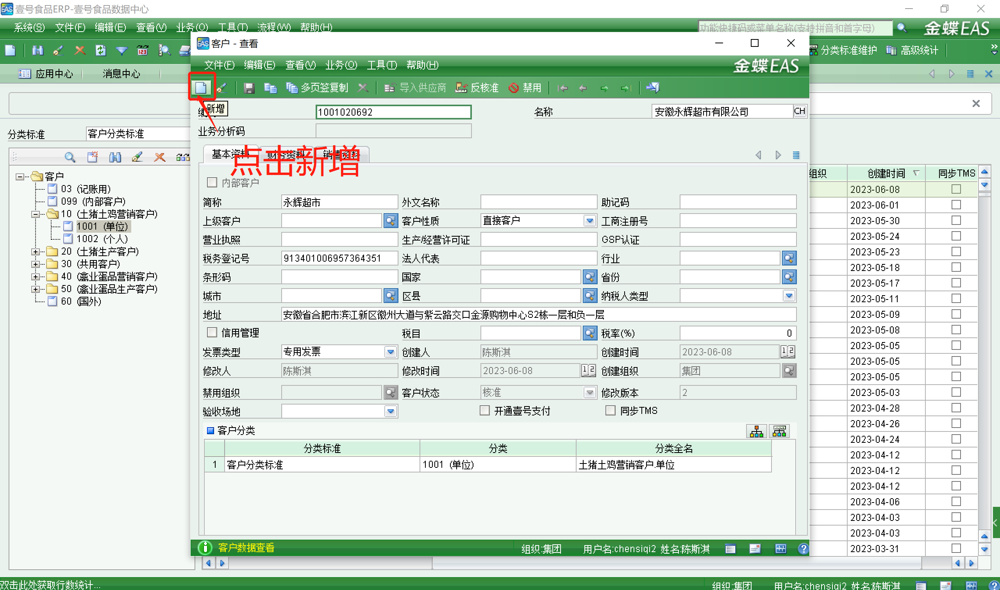 壹号食品ERP-壹号食品数据中心
系统(S) 文件(F) 编辑(E) 查看(V) 业务(O) 工具(T) 流程(W) 帮助(H)
功能快捷码或菜单名称(支持拼音和首字母)
金蝶EAS
分类标准维护 高级统计
应用中心 消息中心
分类标准 客户分类标准
客户
03 (记账用)
099 (内部客户)
10 (土猪土鸡营销客户)
1001 (单位)
1002 (个人)
20 (土猪生产客户)
30 (共用客户)
40 (禽业蛋品营销客户)
50 (禽业蛋品生产客户)
60 (国外)
客户 - 查看
文件(F) 编辑(E) 查看(V) 业务(O) 工具(T) 帮助(H)
金蝶EAS
多页签复制 导入供应商 反核准 禁用
新增
1001020692 名称 安徽永辉超市有限公司 CH
业务分析码
基本资料 财务资料 销售资料
点击新增
内部客户
简称 永辉超市 外文名称 助记码
上级客户 客户性质 直接客户 工商注册号
营业执照 生产/经营许可证 GSP认证
税务登记号 913401006957364351 法人代表 行业
条形码 国家 省份
城市 区县 纳税人类型
地址 安徽省合肥市滨江新区徽州大道与紫云路交口金源购物中心S2栋一层和负一层
信用管理 税目 税率(%) 0
发票类型 专用发票 创建人 陈斯淇 创建时间 2023-06-08
修改人 陈斯淇 修改时间 2023-06-08 创建组织 集团
禁用组织 客户状态 核准 修改版本 2
验收场地 开通壹号支付 同步TMS
客户分类
分类标准 分类 分类全名
1 客户分类标准 1001 (单位) 土猪土鸡营销客户.单位
客户数据查看 组织:集团 用户名:chensiqi2 姓名:陈斯淇
组织 创建时间 同步TMS
2023-06-08
2023-06-01
2023-05-30
2023-05-24
2023-05-23
2023-05-18
2023-05-17
2023-05-11
2023-05-09
2023-05-08
2023-05-05
2023-05-05
2023-05-05
2023-05-03
2023-04-28
2023-04-26
2023-04-24
2023-04-12
2023-04-12
2023-04-12
2023-04-06
2023-04-03
2023-04-03
2023-03-31
双击此处获取行数统计... 组织:集团 用户名:chensiqi2 姓名:陈斯淇